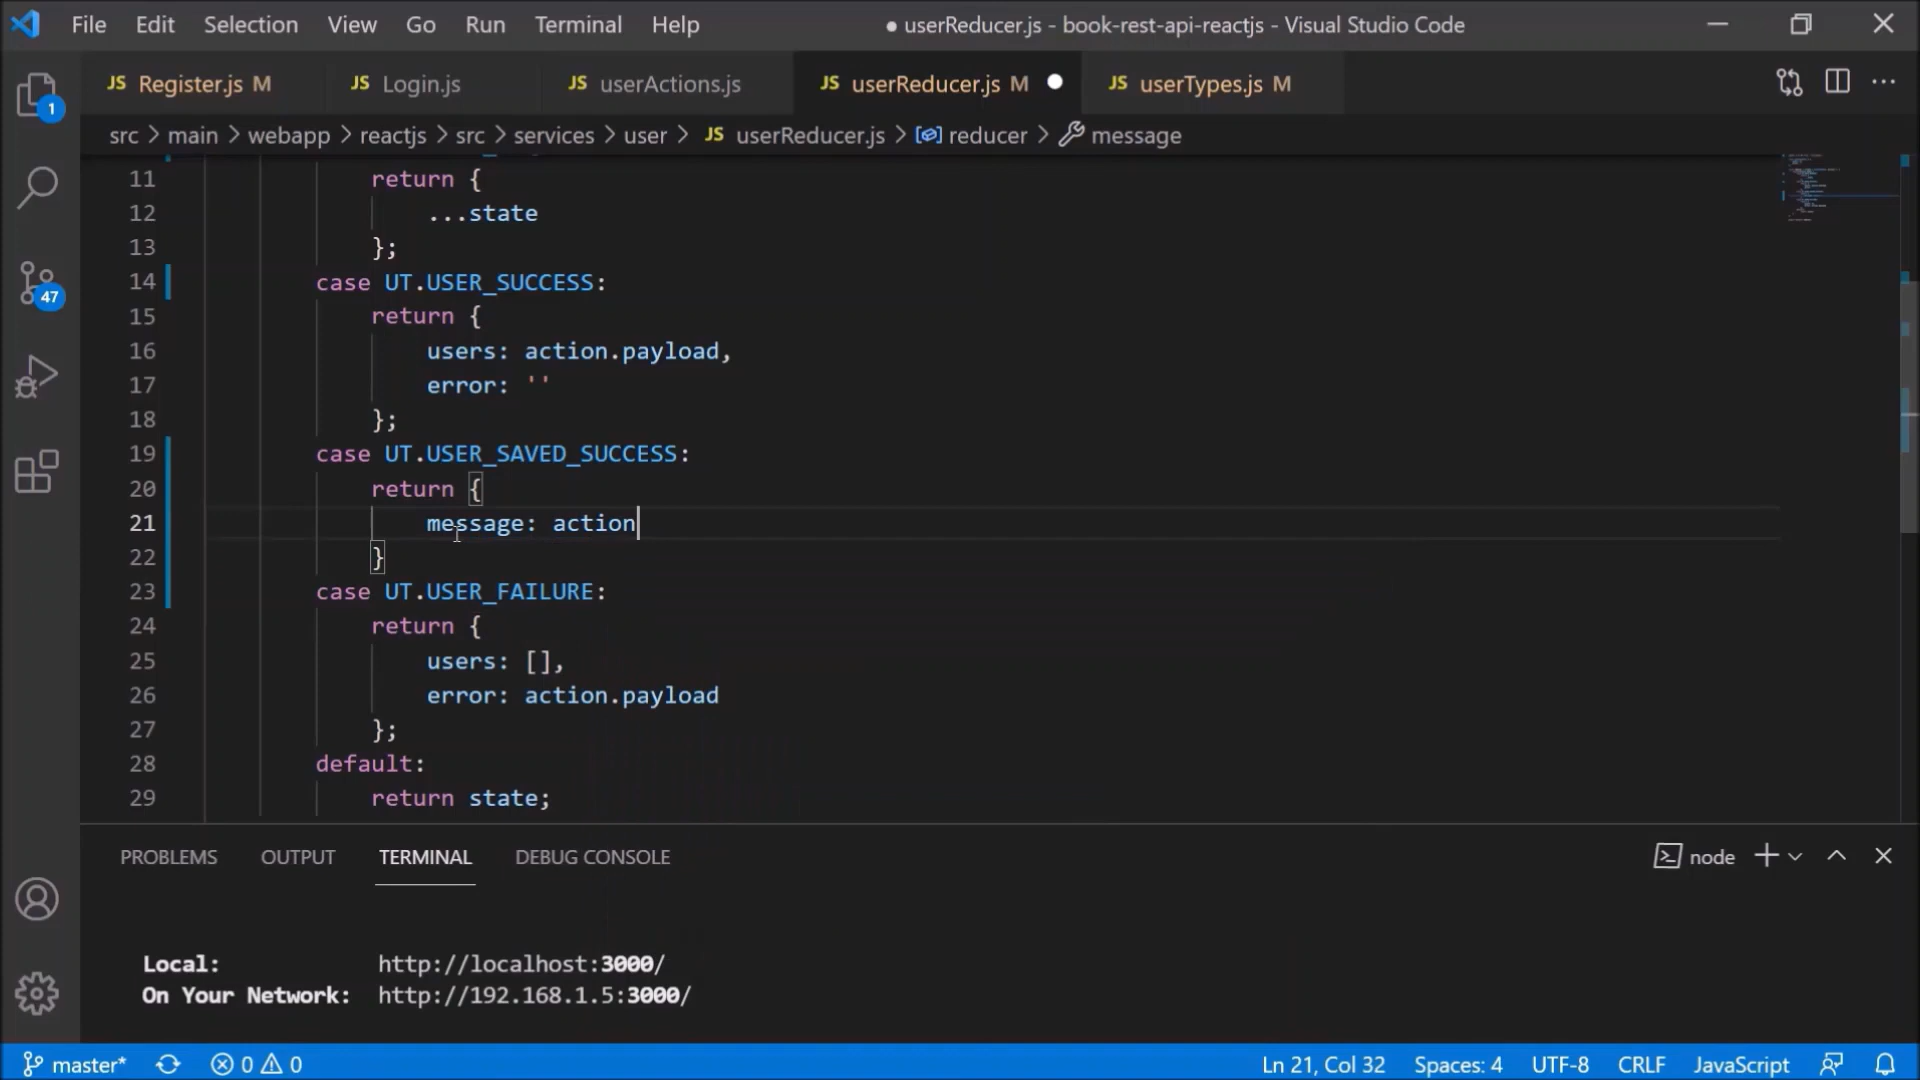 File Edit Selection View Go Run Terminal Help ● userReducer.js - book-rest-api-reactjs - Visual Studio Code
JS Register.js M JS Login.js JS userActions.js JS userReducer.js M JS userTypes.js M
src > main > webapp > reactjs > src > services > user > JS userReducer.js > reducer > message
11 return {
12 ...state
13 };
14 case UT.USER_SUCCESS:
15 return {
16 users: action.payload,
17 error: ''
18 };
19 case UT.USER_SAVED_SUCCESS:
20 return {
21 message: action
22 }
23 case UT.USER_FAILURE:
24 return {
25 users: [],
26 error: action.payload
27 };
28 default:
29 return state;
1
47
PROBLEMS OUTPUT TERMINAL DEBUG CONSOLE node
Local: http://localhost:3000/
On Your Network: http://192.168.1.5:3000/
master* 0 0 Ln 21, Col 32 Spaces: 4 UTF-8 CRLF JavaScript